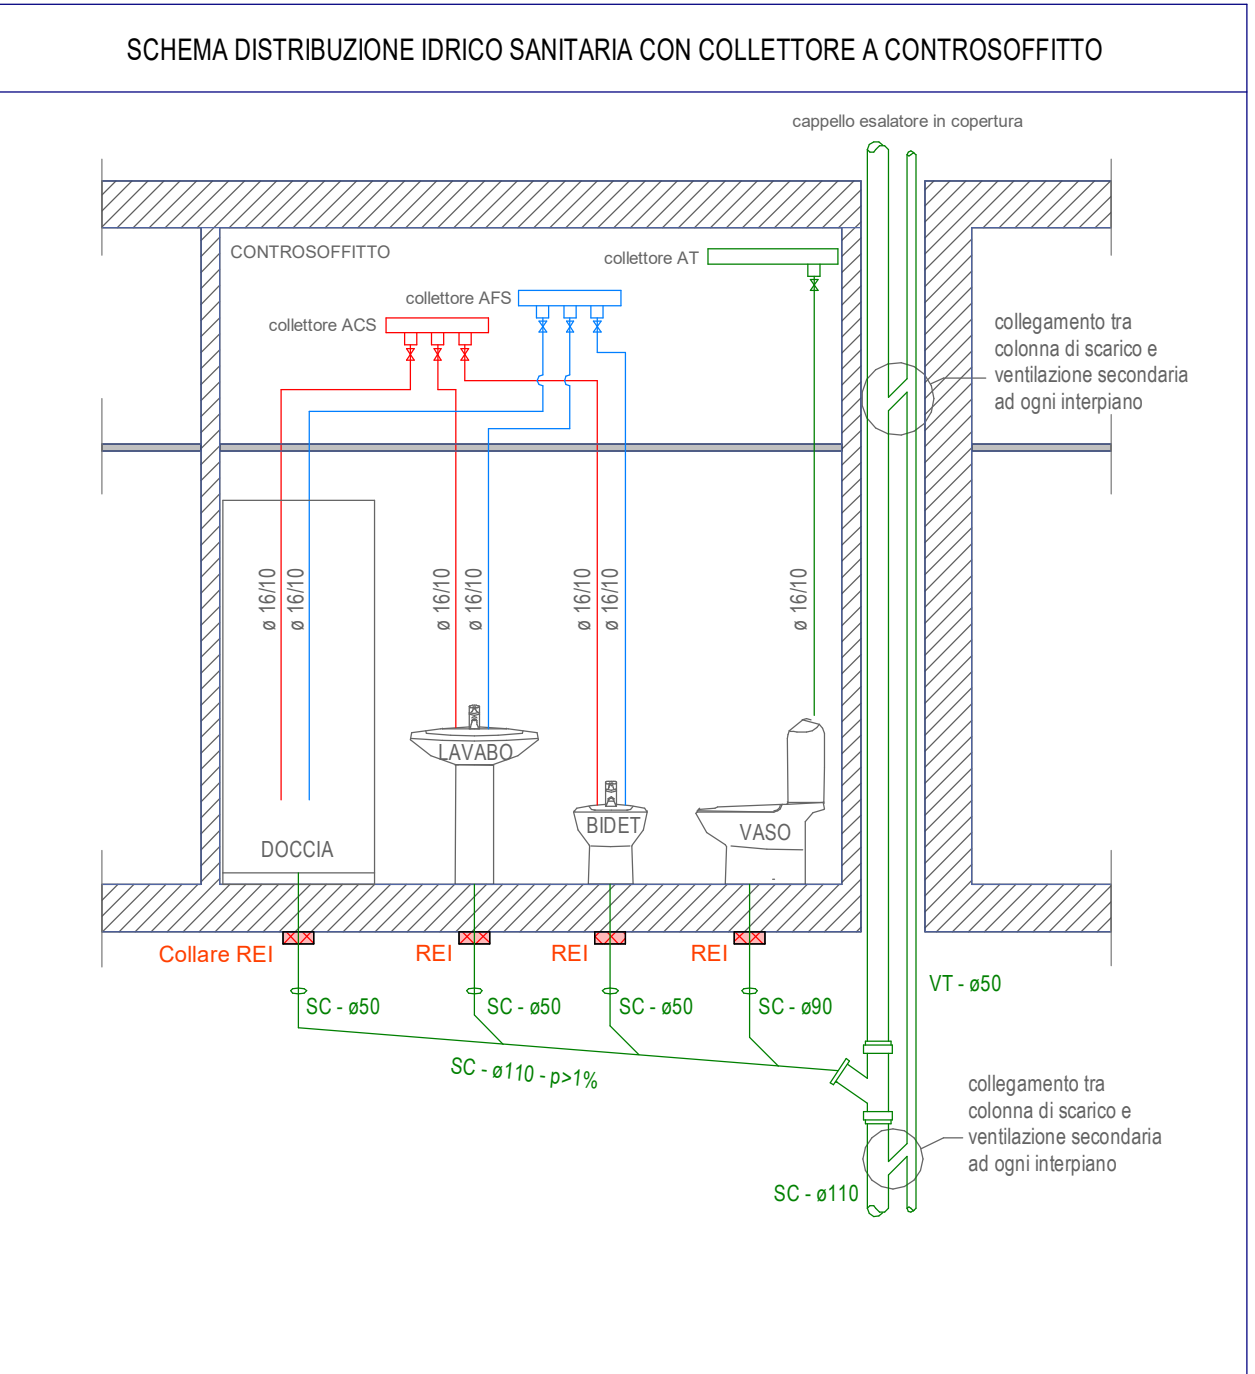 SCHEMA DISTRIBUZIONE IDRICO SANITARIA CON COLLETTORE A CONTROSOFFITTO
cappello esalatore in copertura
CONTROSOFFITTO
collettore AT
collettore AFS
collettore ACS
collegamento tra
colonna di scarico e
ventilazione secondaria
ad ogni interpiano
ø 16/10
ø 16/10
ø 16/10
ø 16/10
ø 16/10
ø 16/10
ø 16/10
LAVABO
BIDET
VASO
DOCCIA
Collare REI
REI
REI
REI
VT - ø50
SC - ø50
SC - ø50
SC - ø50
SC - ø90
SC - ø110 - p>1%
collegamento tra
colonna di scarico e
ventilazione secondaria
ad ogni interpiano
SC - ø110